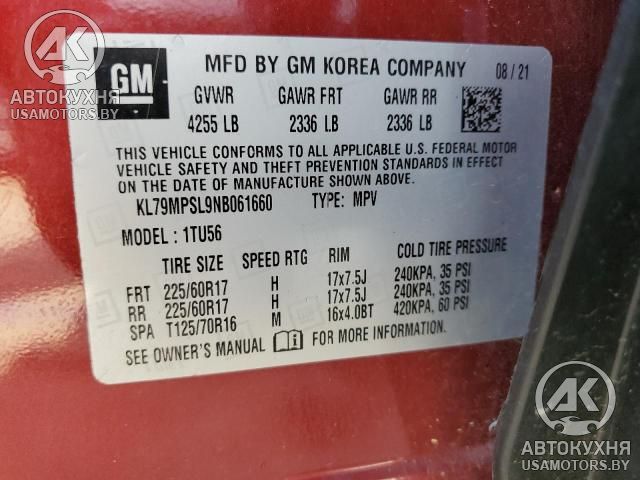 GM
MFD BY GM KOREA COMPANY 08 / 21
GVWR GAWR FRT GAWR RR
4255 LB 2336 LB 2336 LB
THIS VEHICLE CONFORMS TO ALL APPLICABLE U.S. FEDERAL MOTOR
VEHICLE SAFETY AND THEFT PREVENTION STANDARDS IN EFFECT
ON THE DATE OF MANUFACTURE SHOWN ABOVE.
KL79MPSL9NB061660 TYPE: MPV
MODEL : 1TU56
TIRE SIZE SPEED RTG RIM COLD TIRE PRESSURE
FRT 225/60R17 H 17x7.5J 240KPA, 35 PSI
RR 225/60R17 H 17x7.5J 240KPA, 35 PSI
SPA T125/70R16 M 16x4.0BT 420KPA, 60 PSI
SEE OWNER'S MANUAL FOR MORE INFORMATION.
АК
АВТОКУХНЯ
USAMOTORS.BY
АК
АВТОКУХНЯ
USAMOTORS.BY